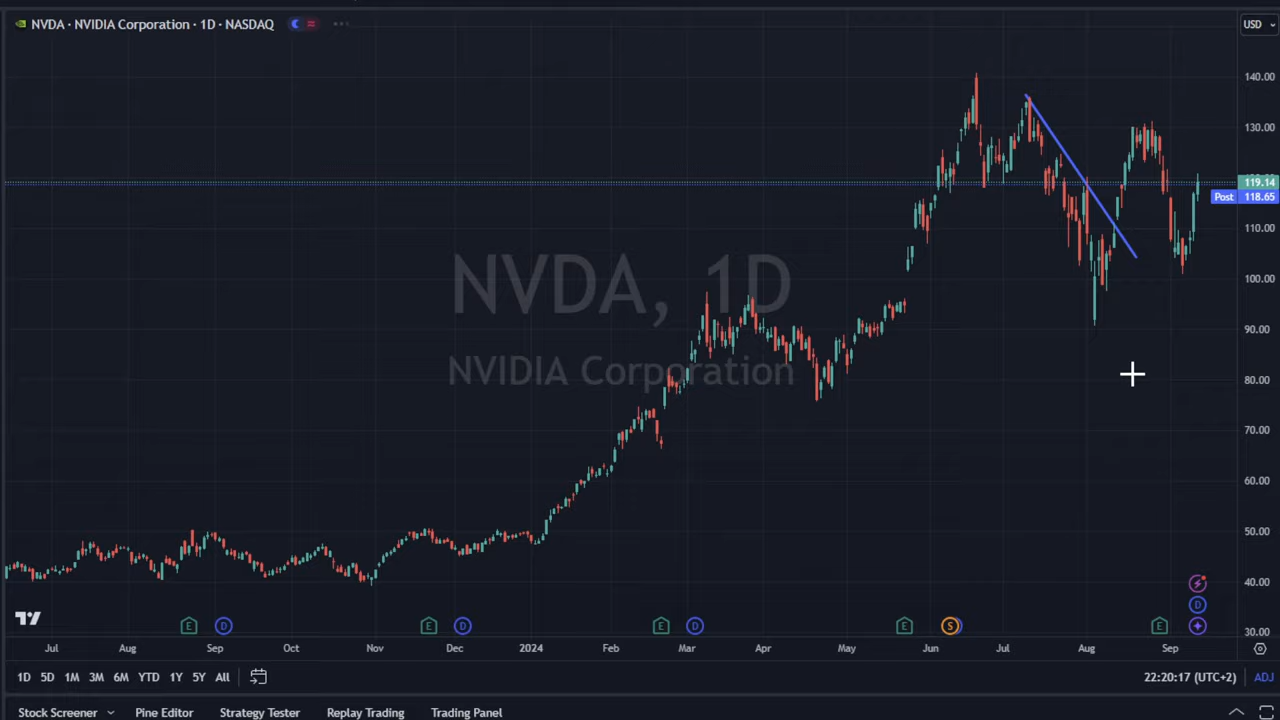 NVDA · NVIDIA Corporation · 1D · NASDAQ
USD
140.00
130.00
119.14
Post 118.65
110.00
100.00
90.00
80.00
70.00
60.00
50.00
40.00
30.00
NVDA, 1D
NVIDIA Corporation
E D E D E D E S E D
Jul Aug Sep Oct Nov Dec 2024 Feb Mar Apr May Jun Jul Aug Sep
1D 5D 1M 3M 6M YTD 1Y 5Y All 22:20:17 (UTC+2) ADJ
Stock Screener Pine Editor Strategy Tester Replay Trading Trading Panel